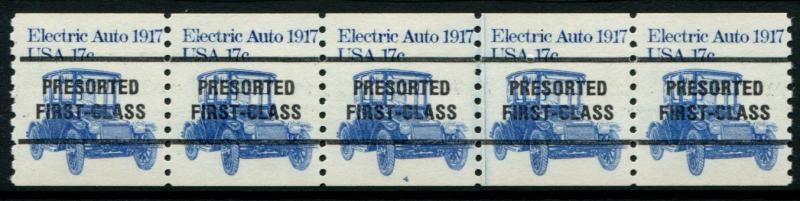 Electric Auto 1917 Electric Auto 1917 Electric Auto 1917 Electric Auto 1917 Electric Auto 1917
USA 17c USA 17c USA 17c USA 17c USA 17c
PRESORTED PRESORTED PRESORTED PRESORTED PRESORTED
FIRST-CLASS FIRST-CLASS FIRST-CLASS FIRST-CLASS FIRST-CLASS
4